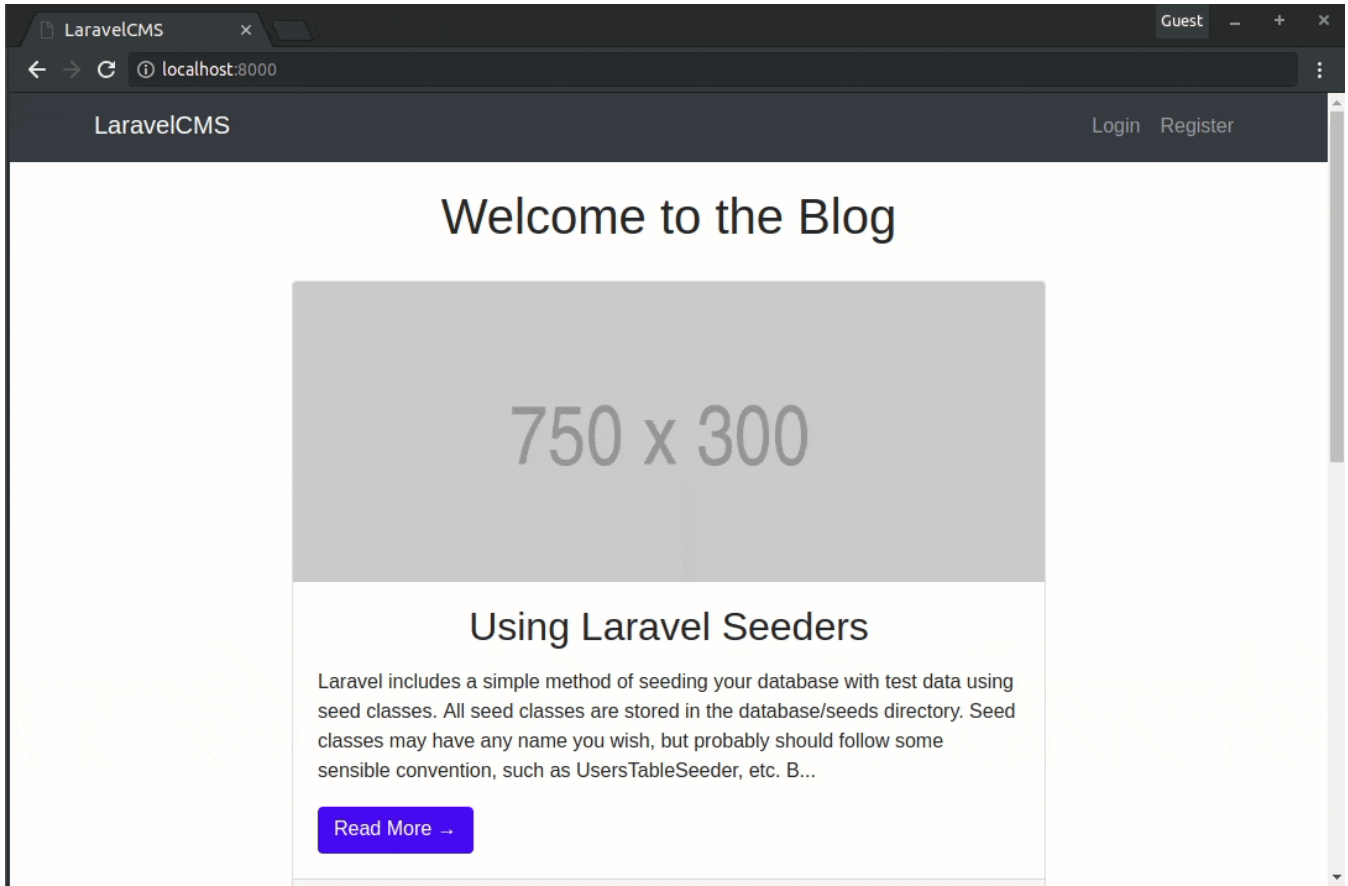 LaravelCMS
Guest
localhost:8000
LaravelCMS
Login Register
Welcome to the Blog
750 x 300
Using Laravel Seeders
Laravel includes a simple method of seeding your database with test data using
seed classes. All seed classes are stored in the database/seeds directory. Seed
classes may have any name you wish, but probably should follow some
sensible convention, such as UsersTableSeeder, etc. B...
Read More →